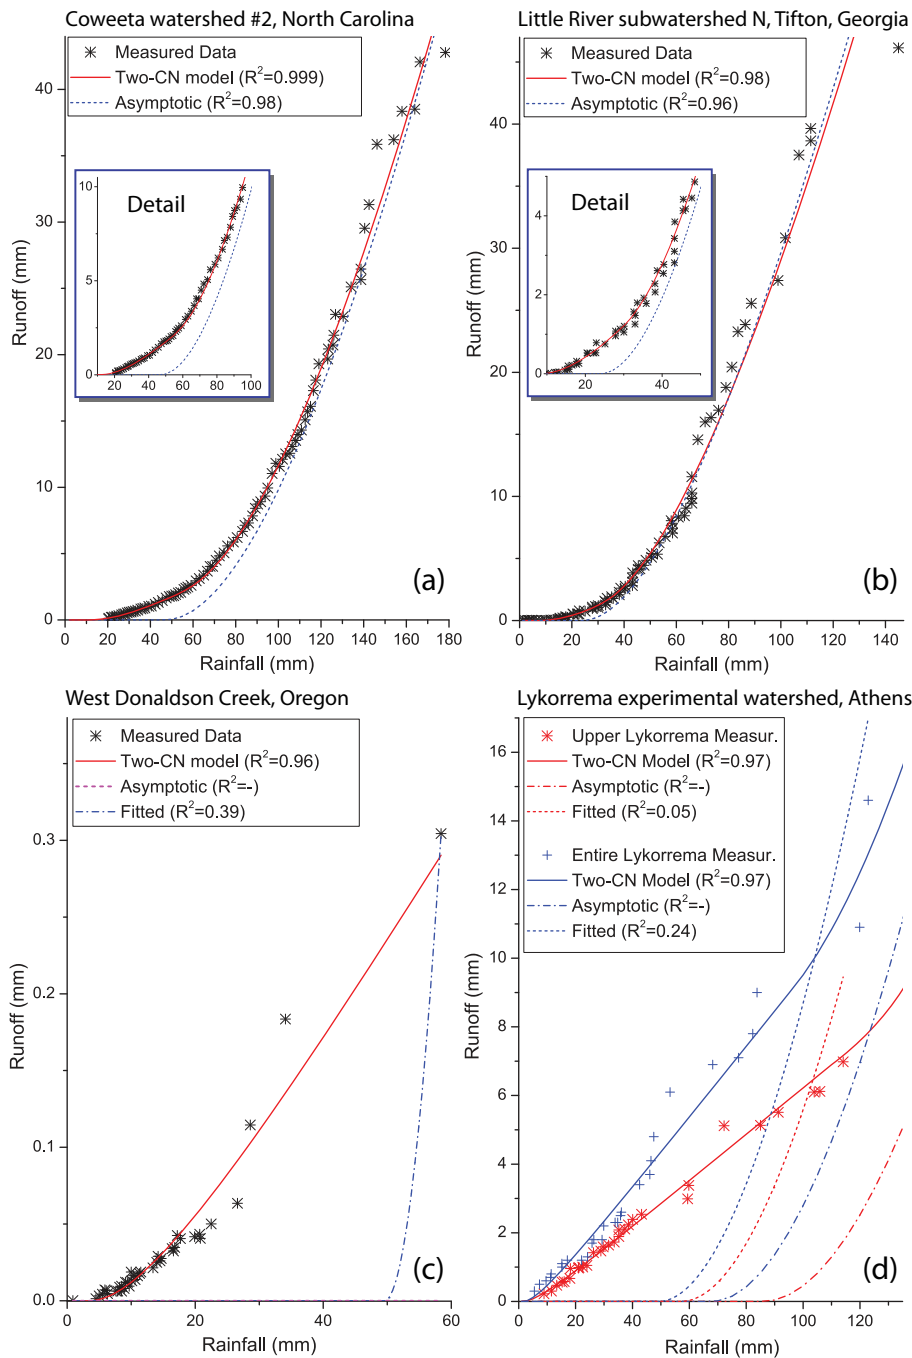 Coweeta watershed #2, North Carolina
Measured Data
Two-CN model (R²=0.999)
Asymptotic (R²=0.98)
Detail
10
5
0
20 40 60 80 100
40
30
20
10
0
Runoff (mm)
(a)
0 20 40 60 80 100 120 140 160 180
Rainfall (mm)
Little River subwatershed N, Tifton, Georgia
Measured Data
Two-CN model (R²=0.98)
Asymptotic (R²=0.96)
Detail
4
2
0
20 40
40
30
20
10
0
Runoff (mm)
(b)
0 20 40 60 80 100 120 140
Rainfall (mm)
West Donaldson Creek, Oregon
Measured Data
Two-CN model (R²=0.96)
Asymptotic (R²=-)
Fitted (R²=0.39)
0.3
0.2
0.1
0.0
Runoff (mm)
(c)
0 20 40 60
Rainfall (mm)
Lykorrema experimental watershed, Athens
Upper Lykorrema Measur.
Two-CN Model (R²=0.97)
Asymptotic (R²=-)
Fitted (R²=0.05)
Entire Lykorrema Measur.
Two-CN Model (R²=0.97)
Asymptotic (R²=-)
Fitted (R²=0.24)
16
14
12
10
8
6
4
2
0
Runoff (mm)
(d)
0 20 40 60 80 100 120
Rainfall (mm)